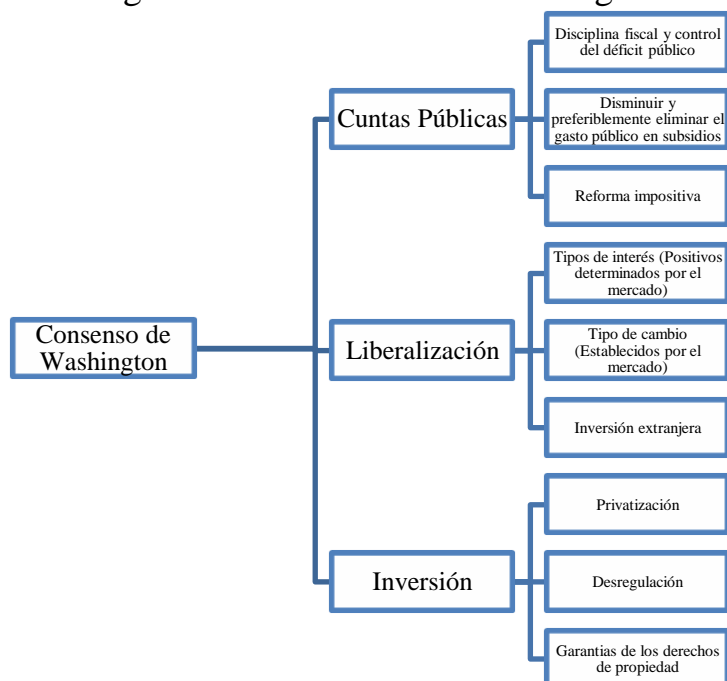 Disciplina fiscal y control
del déficit público
Cuntas Públicas
Disminuir y
preferiblemente eliminar el
gasto público en subsidios
Reforma impositiva
Consenso de
Washington
Liberalización
Tipos de interés (Positivos
determinados por el
mercado)
Tipo de cambio
(Establecidos por el
mercado)
Inversión extranjera
Inversión
Privatización
Desregulación
Garantias de los derechos
de propiedad